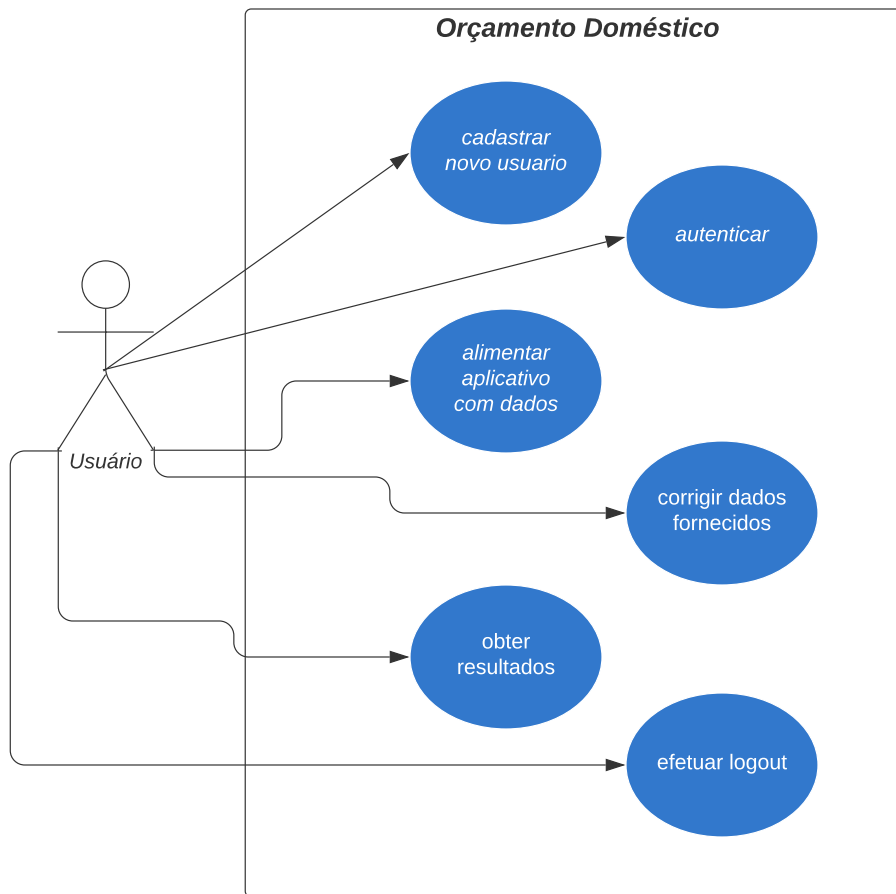 Orçamento Doméstico
cadastrar
novo usuario
autenticar
alimentar
aplicativo
com dados
Usuário
corrigir dados
fornecidos
obter
resultados
efetuar logout